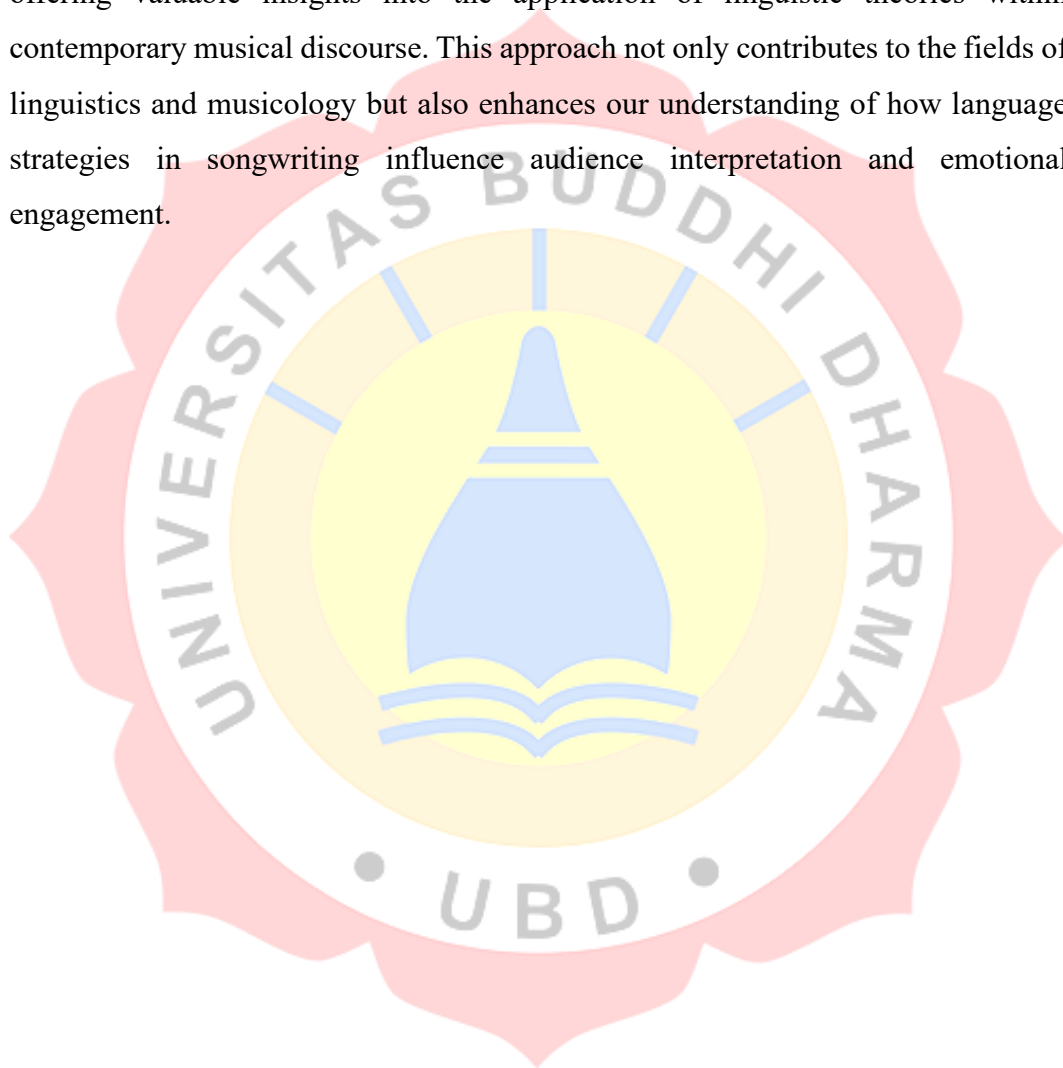 offering valuable insights into the application of linguistic theories within
contemporary musical discourse. This approach not only contributes to the fields of
linguistics and musicology but also enhances our understanding of how language
strategies in songwriting influence audience interpretation and emotional
engagement.
UNIVERSITAS BUDDHI DHARMA
• UBD •